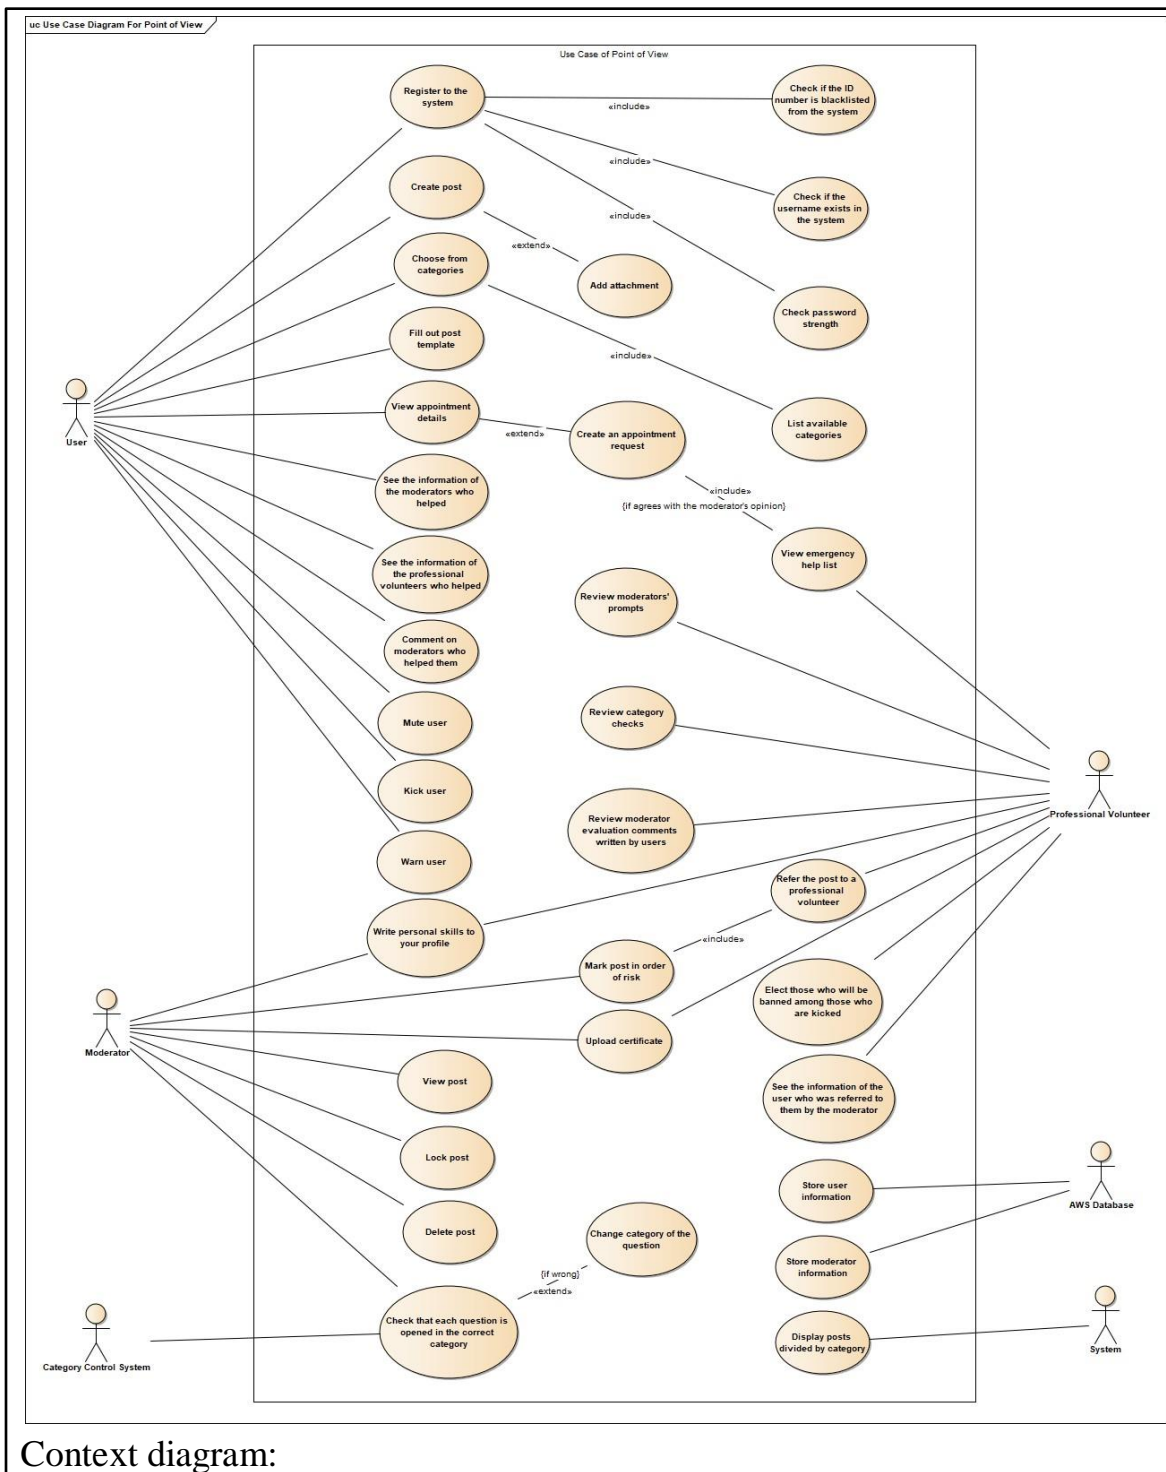 uc Use Case Diagram For Point of View
Use Case of Point of View
Register to the
system
Check if the ID
number is blacklisted
from the system
«include»
«include»
Create post
Check if the
username exists in
the system
«include»
«extend»
Choose from
categories
Add attachment
Check password
strength
Fill out post
template
«include»
User
View appointment
details
«extend»
Create an appointment
request
List available
categories
See the information of
the moderators who
helped
«include»
{if agrees with the moderator's opinion}
See the information of
the professional
volunteers who helped
View emergency
help list
Review moderators'
prompts
Comment on
moderators who
helped them
Mute user
Review category
checks
Kick user
Professional Volunteer
Review moderator
evaluation comments
written by users
Warn user
Refer the post to a
professional
volunteer
Write personal skills to
your profile
«include»
Mark post in order
of risk
Elect those who will be
banned among those who
are kicked
Moderator
Upload certificate
View post
See the information of the
user who was referred to
them by the moderator
Lock post
Store user
information
AWS Database
Delete post
Change category of the
question
Store moderator
information
{if wrong}
«extend»
Check that each question is
opened in the correct
category
Category Control System
Display posts
divided by category
System
Context diagram: